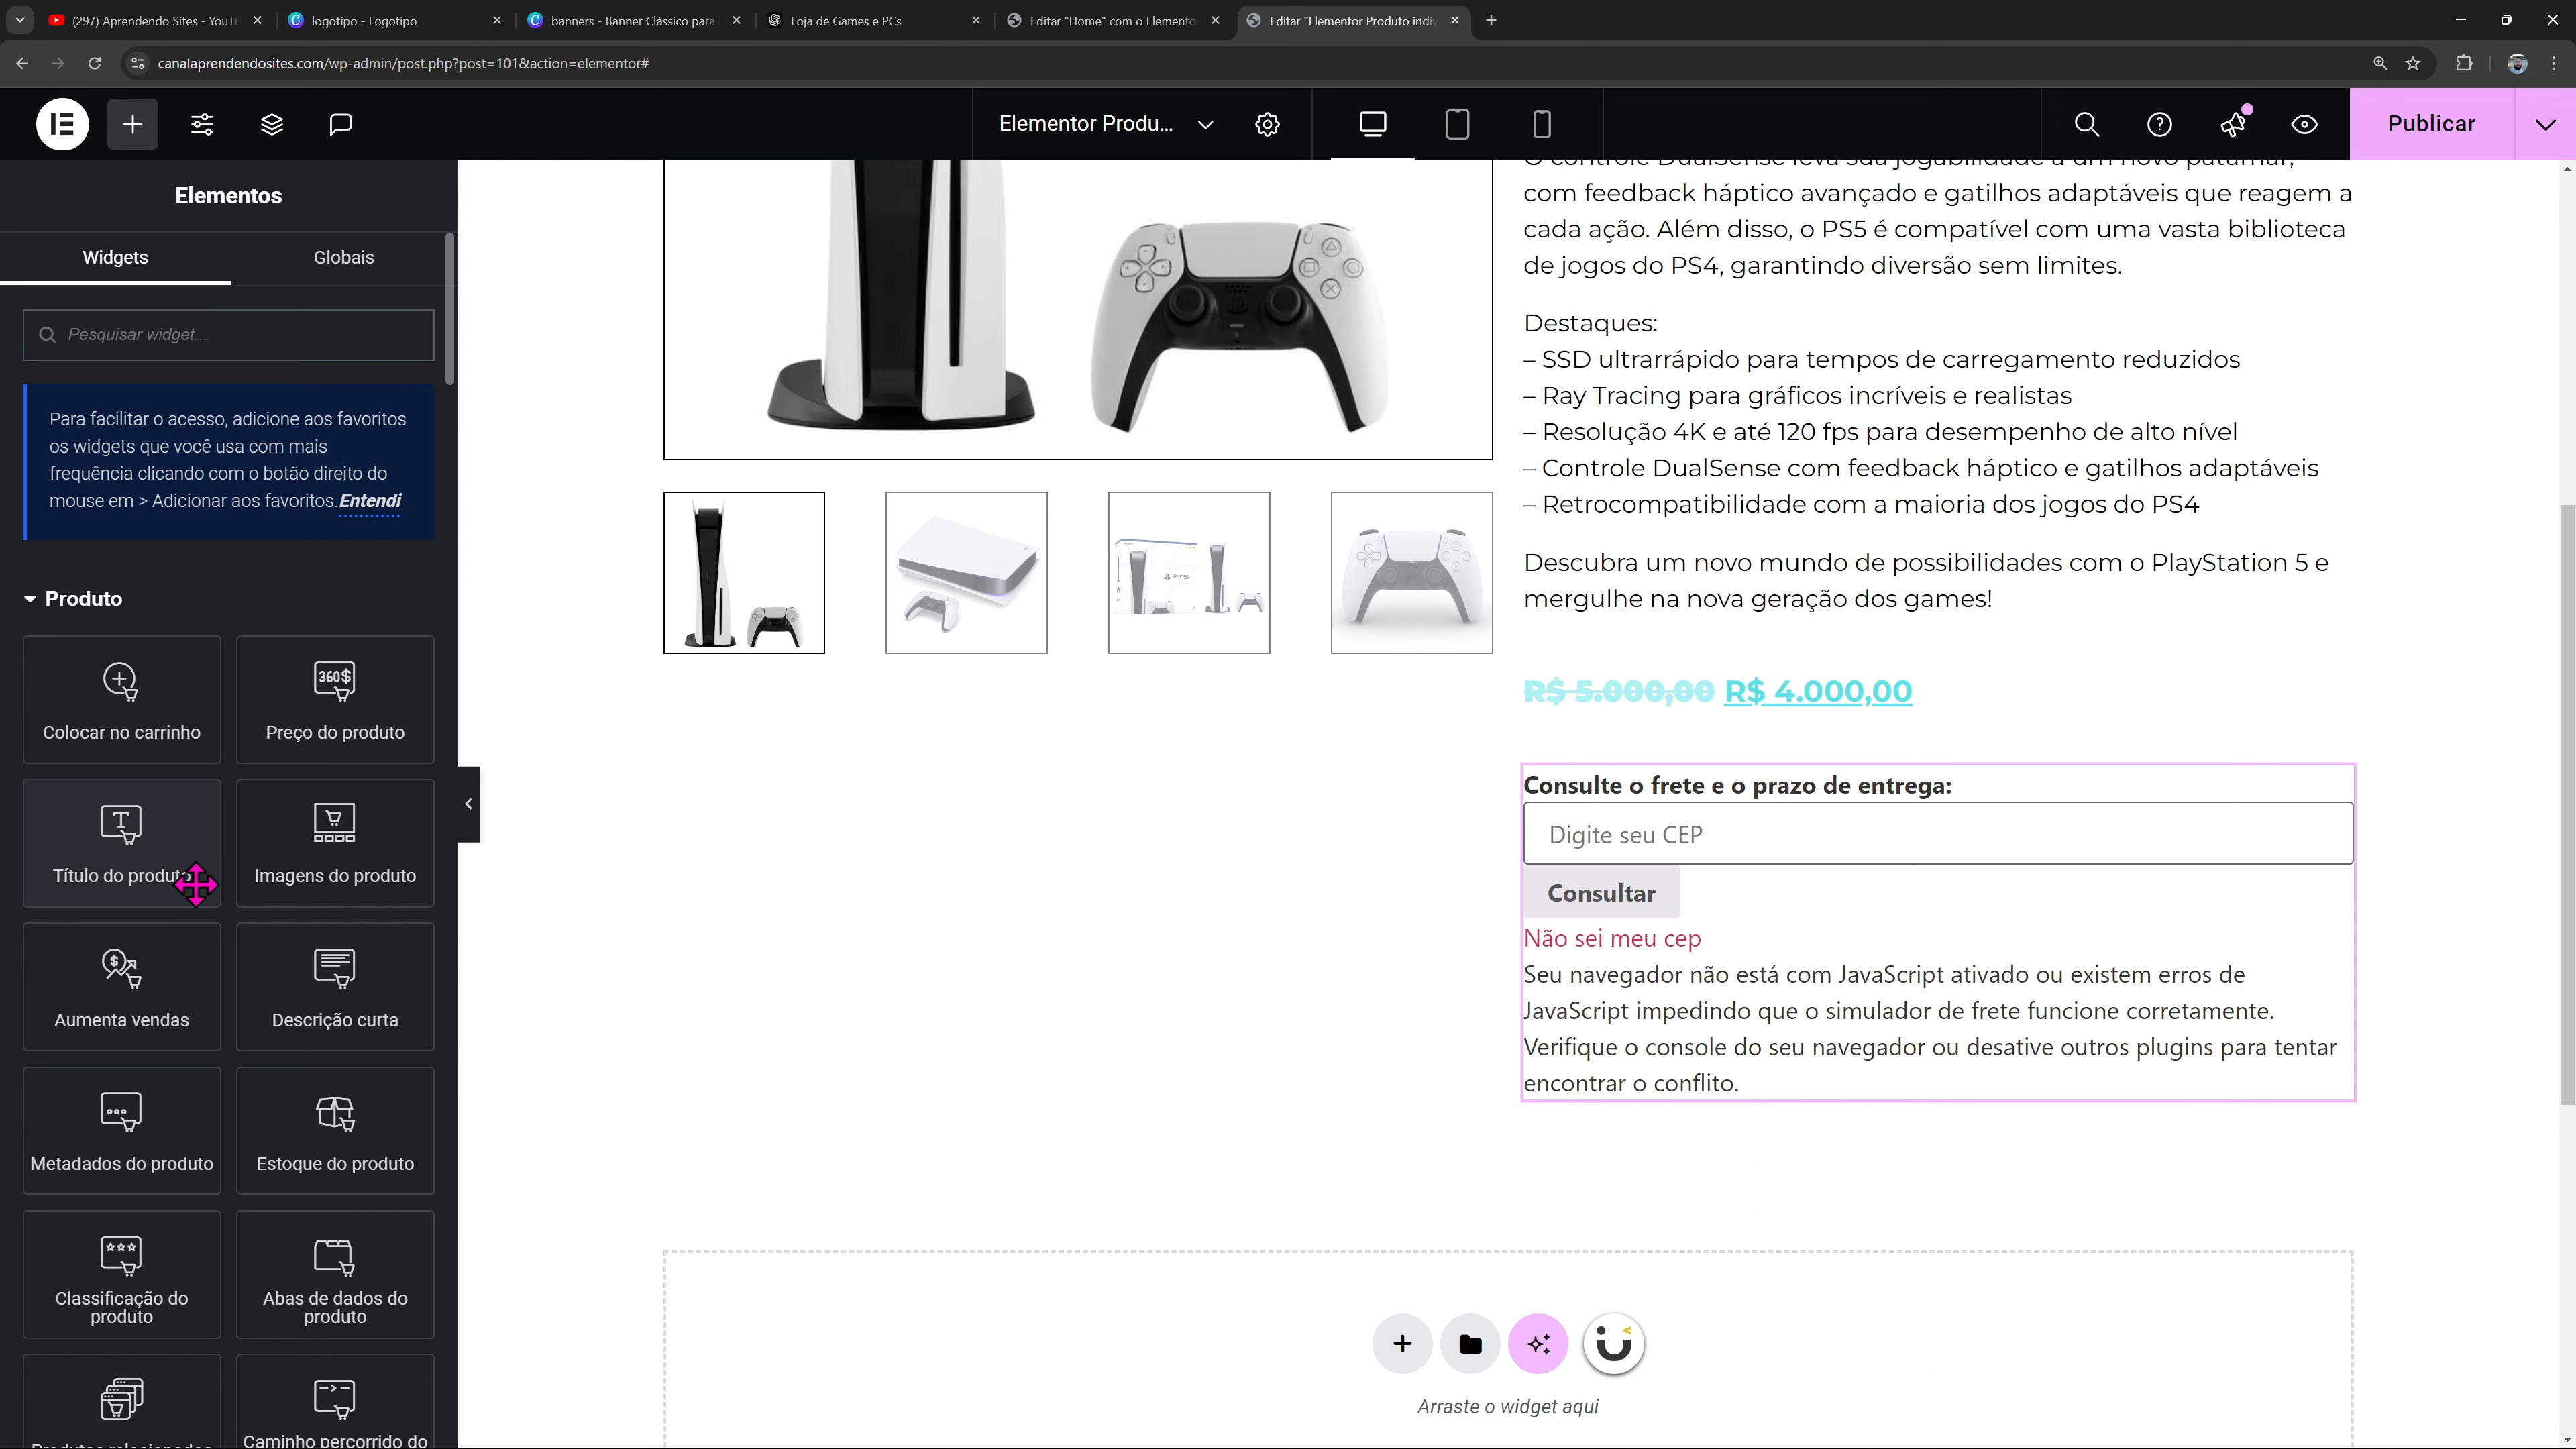 (297) Aprendendo Sites - YouTu
logotipo - Logotipo
banners - Banner Clássico para
Loja de Games e PCs
Editar "Home" com o Elemento
Editar "Elementor Produto indiv
canalaprendendosites.com/wp-admin/post.php?post=101&action=elementor#
Elementor Produ...
Publicar
Elementos
Widgets
Globais
Pesquisar widget...
Para facilitar o acesso, adicione aos favoritos
os widgets que você usa com mais
frequência clicando com o botão direito do
mouse em > Adicionar aos favoritos. Entendi
Produto
Colocar no carrinho
Preço do produto
360$
Título do produto
Imagens do produto
Aumenta vendas
Descrição curta
Metadados do produto
Estoque do produto
Classificação do
produto
Abas de dados do
produto
Produtos relacionados
Caminho percorrido do
O controle DualSense leva sua jogabilidade a um novo patamar,
com feedback háptico avançado e gatilhos adaptáveis que reagem a
cada ação. Além disso, o PS5 é compatível com uma vasta biblioteca
de jogos do PS4, garantindo diversão sem limites.
Destaques:
– SSD ultrarrápido para tempos de carregamento reduzidos
– Ray Tracing para gráficos incríveis e realistas
– Resolução 4K e até 120 fps para desempenho de alto nível
– Controle DualSense com feedback háptico e gatilhos adaptáveis
– Retrocompatibilidade com a maioria dos jogos do PS4
Descubra um novo mundo de possibilidades com o PlayStation 5 e
mergulhe na nova geração dos games!
R$ 5.000,00 R$ 4.000,00
Consulte o frete e o prazo de entrega:
Digite seu CEP
Consultar
Não sei meu cep
Seu navegador não está com JavaScript ativado ou existem erros de
JavaScript impedindo que o simulador de frete funcione corretamente.
Verifique o console do seu navegador ou desative outros plugins para tentar
encontrar o conflito.
Arraste o widget aqui